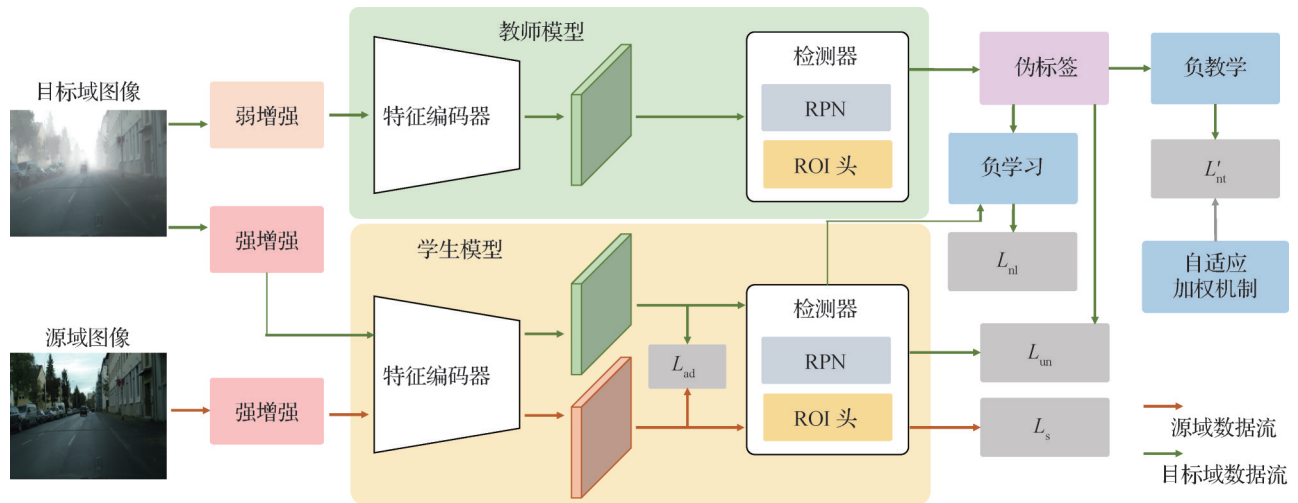 教师模型
目标域图像
弱增强
特征编码器
检测器
RPN
ROI 头
伪标签
负教学
负学习
L′nt
Lnl
自适应
加权机制
强增强
学生模型
源域图像
强增强
特征编码器
Lad
检测器
RPN
ROI 头
Lun
Ls
源域数据流
目标域数据流